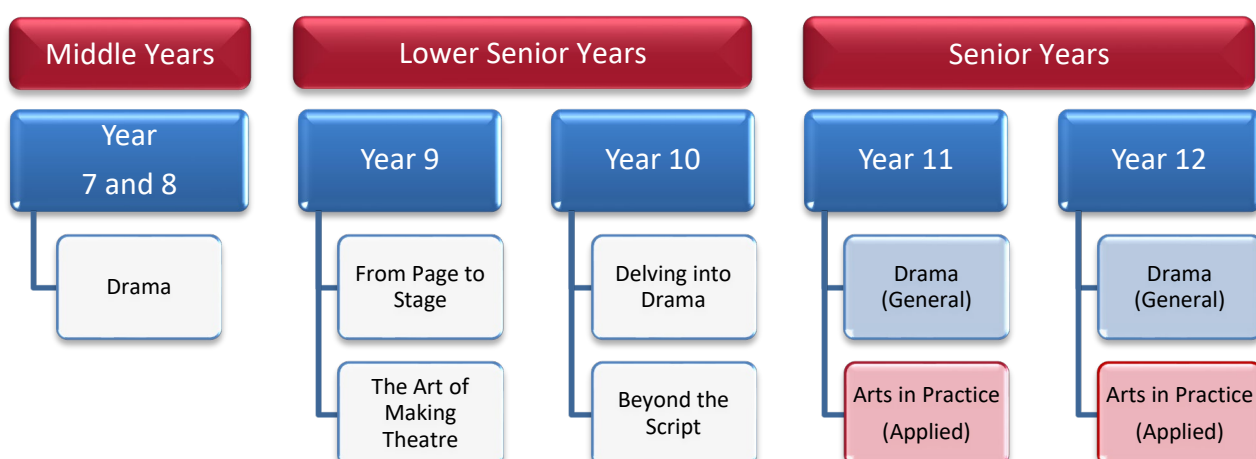 Middle Years
Lower Senior Years
Senior Years
Year
7 and 8
Year 9
Year 10
Year 11
Year 12
Drama
From Page to
Stage
Delving into
Drama
Drama
(General)
Drama
(General)
The Art of
Making
Theatre
Beyond the
Script
Arts in Practice
(Applied)
Arts in Practice
(Applied)